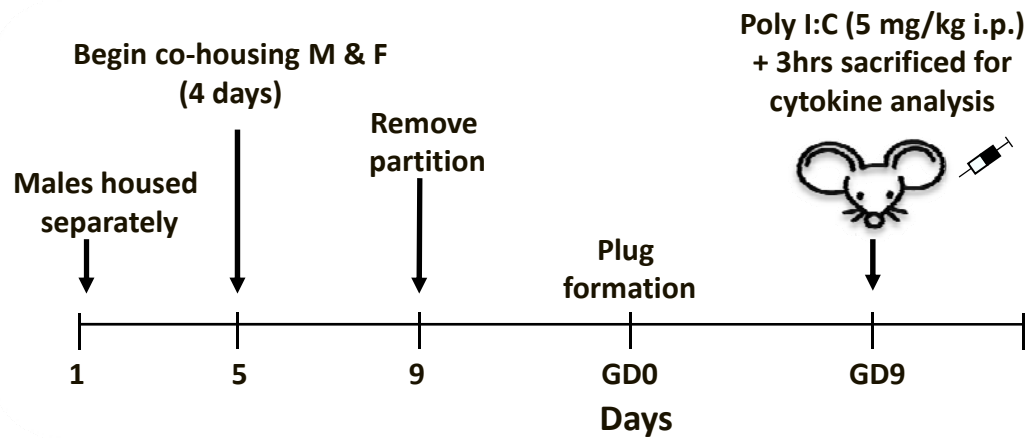 Poly I:C (5 mg/kg i.p.)
+ 3hrs sacrificed for
cytokine analysis
Begin co-housing M & F
(4 days)
Remove
partition
Males housed
separately
Plug
formation
1 5 9 GD0 GD9
Days